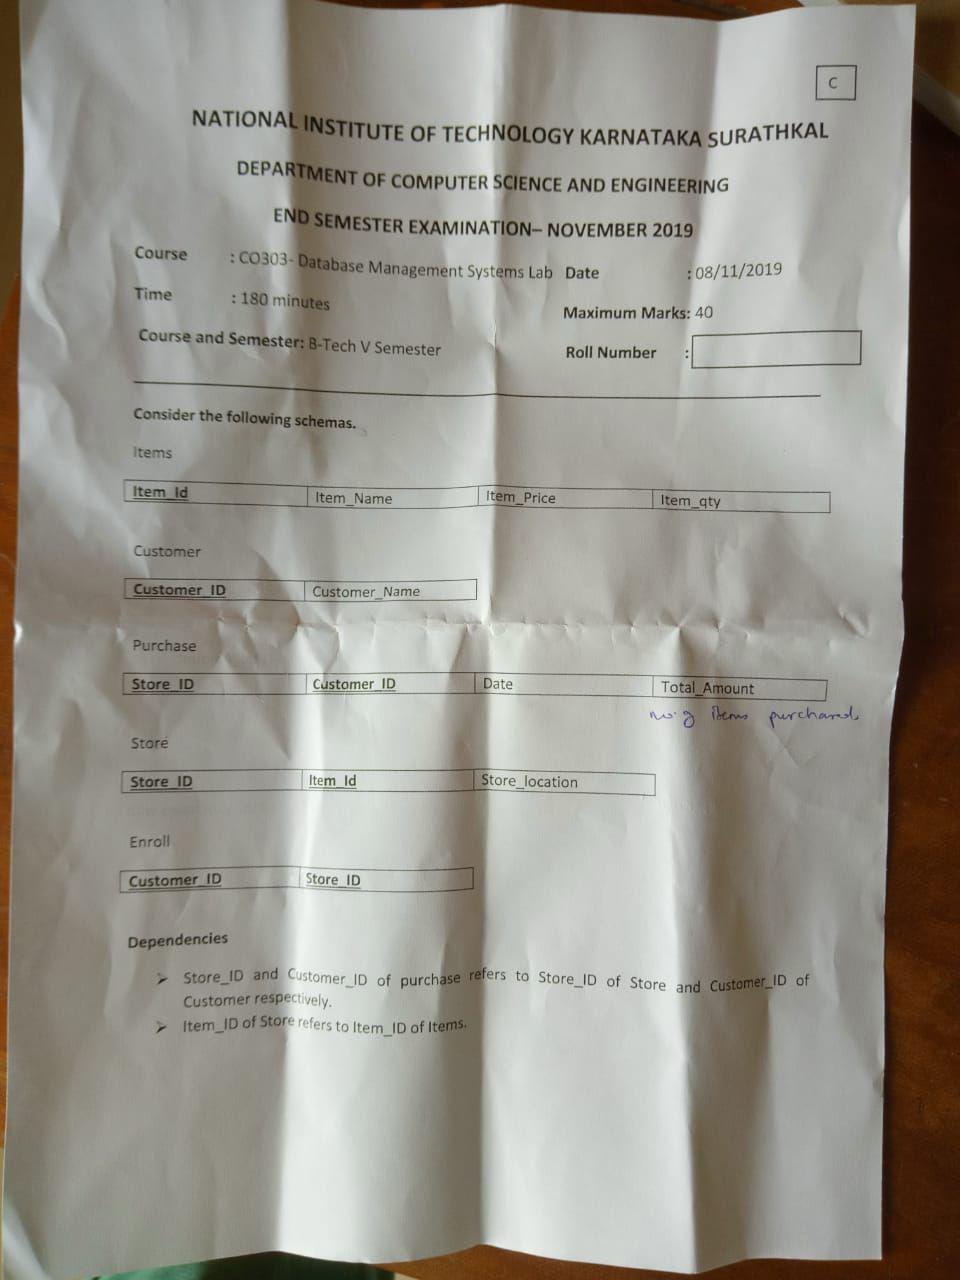 C
NATIONAL INSTITUTE OF TECHNOLOGY KARNATAKA SURATHKAL
DEPARTMENT OF COMPUTER SCIENCE AND ENGINEERING
END SEMESTER EXAMINATION– NOVEMBER 2019
Course : CO303- Database Management Systems Lab Date : 08/11/2019
Time : 180 minutes Maximum Marks: 40
Course and Semester: B-Tech V Semester Roll Number :
Consider the following schemas.
Items
Item_Id Item_Name Item_Price Item_qty
Customer
Customer_ID Customer_Name
Purchase
Store_ID Customer_ID Date Total_Amount
items purchased
Store
Store_ID Item_Id Store_location
Enroll
Customer_ID Store_ID
Dependencies
➢ Store_ID and Customer_ID of purchase refers to Store_ID of Store and Customer_ID of
Customer respectively.
➢ Item_ID of Store refers to Item_ID of Items.